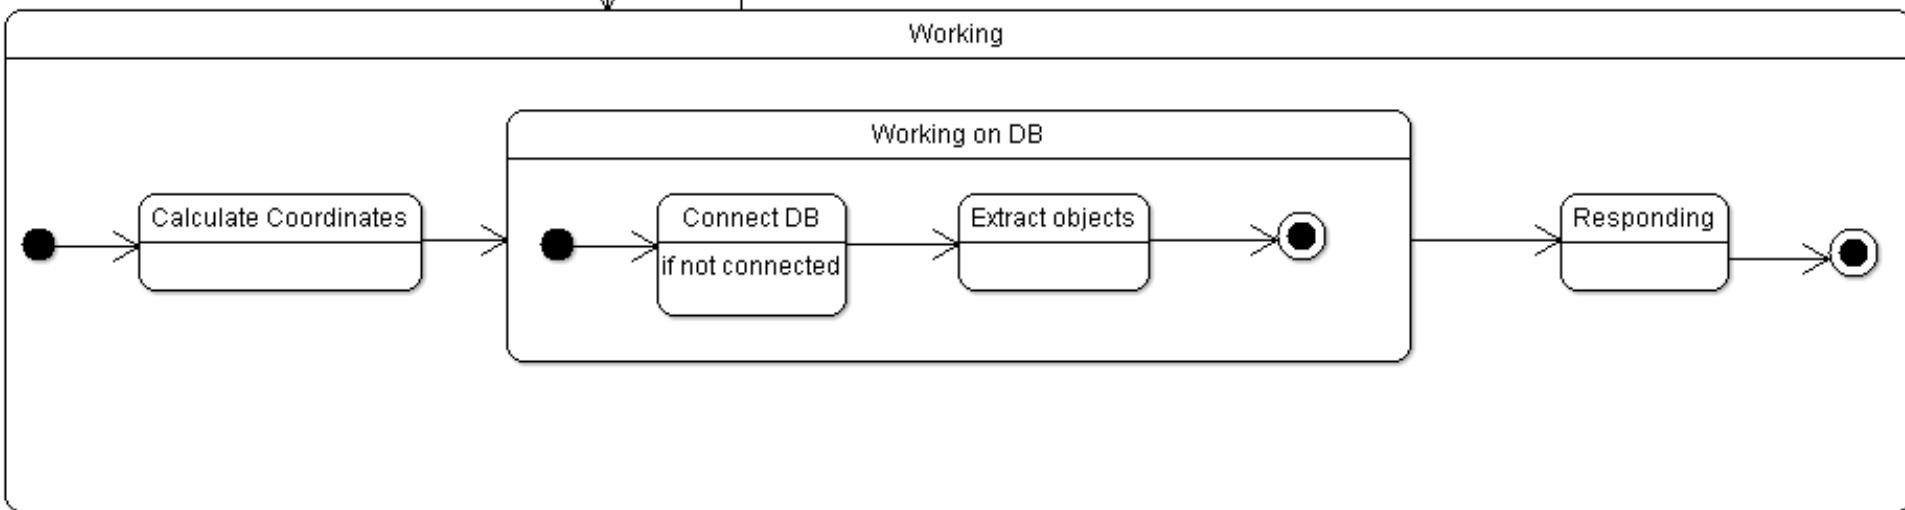 Working
Working on DB
Calculate Coordinates
Connect DB
if not connected
Extract objects
Responding